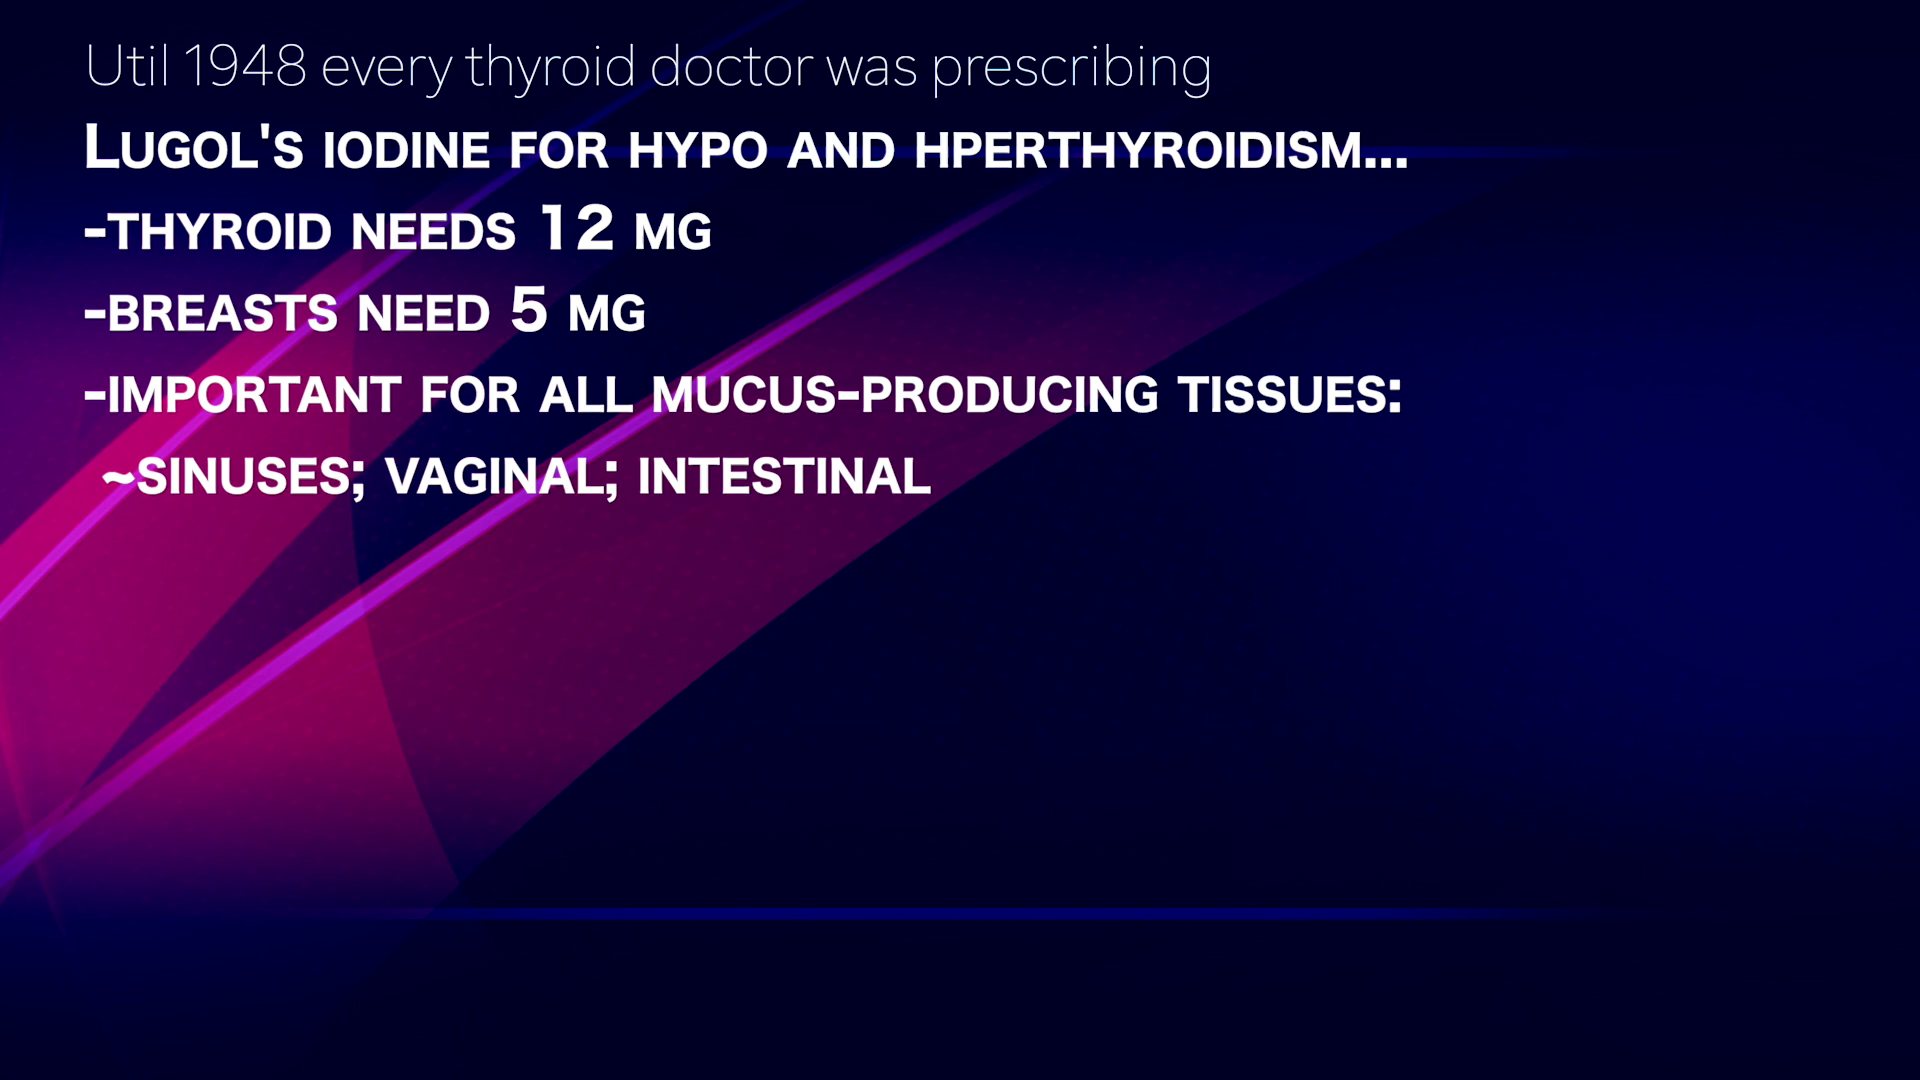 Util 1948 every thyroid doctor was prescribing
Lugol's iodine for hypo and hperthyroidism...
-thyroid needs 12 mg
-breasts need 5 mg
-important for all mucus-producing tissues:
~sinuses; vaginal; intestinal